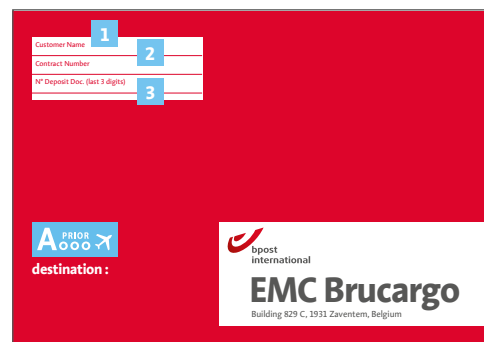 1
Customer Name
2
Contract Number
N° Deposit Doc. (last 3 digits)
3
A PRIOR
destination :
bpost
international
EMC Brucargo
Building 829 C, 1931 Zaventem, Belgium